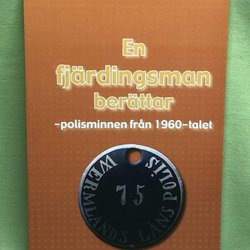 En
fjärdingsman
berättar
-polisminnen från 1960-talet
75
WERMLANDS LÄNS POLIS